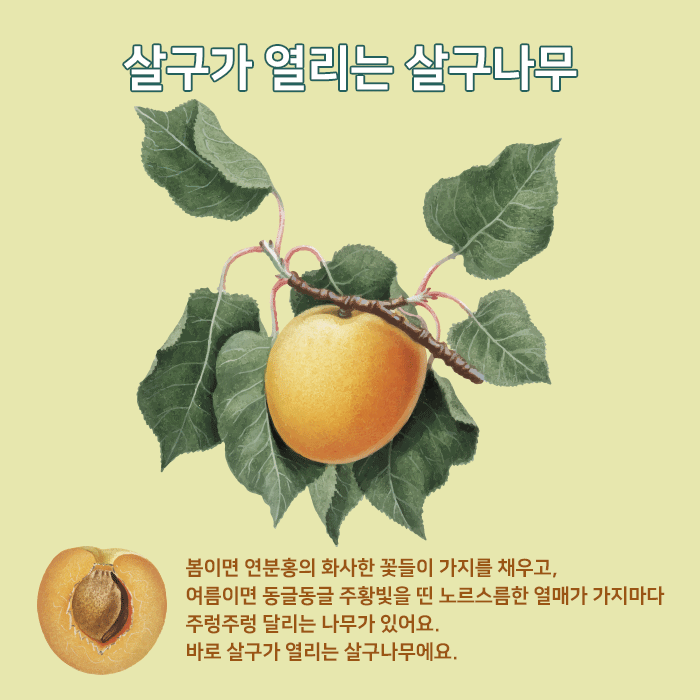 살구가 열리는 살구나무
봄이면 연분홍의 화사한 꽃들이 가지를 채우고,
여름이면 동글동글 주황빛을 띤 노르스름한 열매가 가지마다
주렁주렁 달리는 나무가 있어요.
바로 살구가 열리는 살구나무에요.